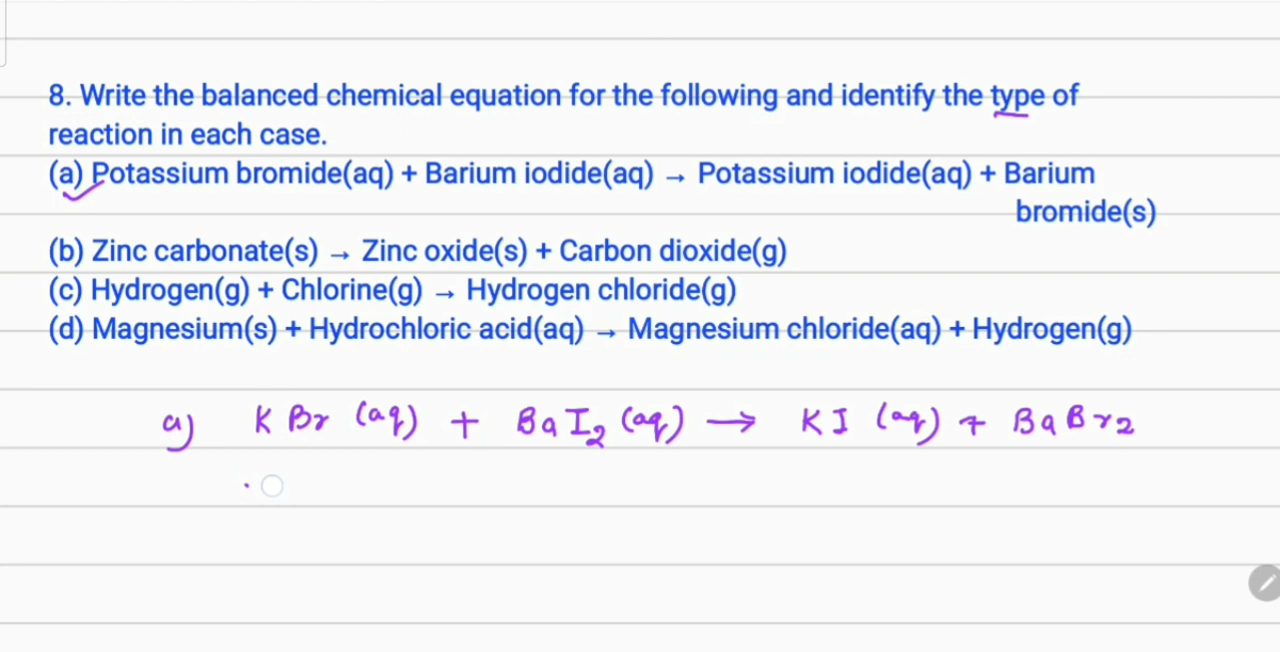 8. Write the balanced chemical equation for the following and identify the type of
reaction in each case.
(a) Potassium bromide(aq) + Barium iodide(aq) → Potassium iodide(aq) + Barium
bromide(s)
(b) Zinc carbonate(s) → Zinc oxide(s) + Carbon dioxide(g)
(c) Hydrogen(g) + Chlorine(g) → Hydrogen chloride(g)
(d) Magnesium(s) + Hydrochloric acid(aq) → Magnesium chloride(aq) + Hydrogen(g)
a) KBr (aq) + BaI₂ (aq) → KI (aq) + BaBr₂